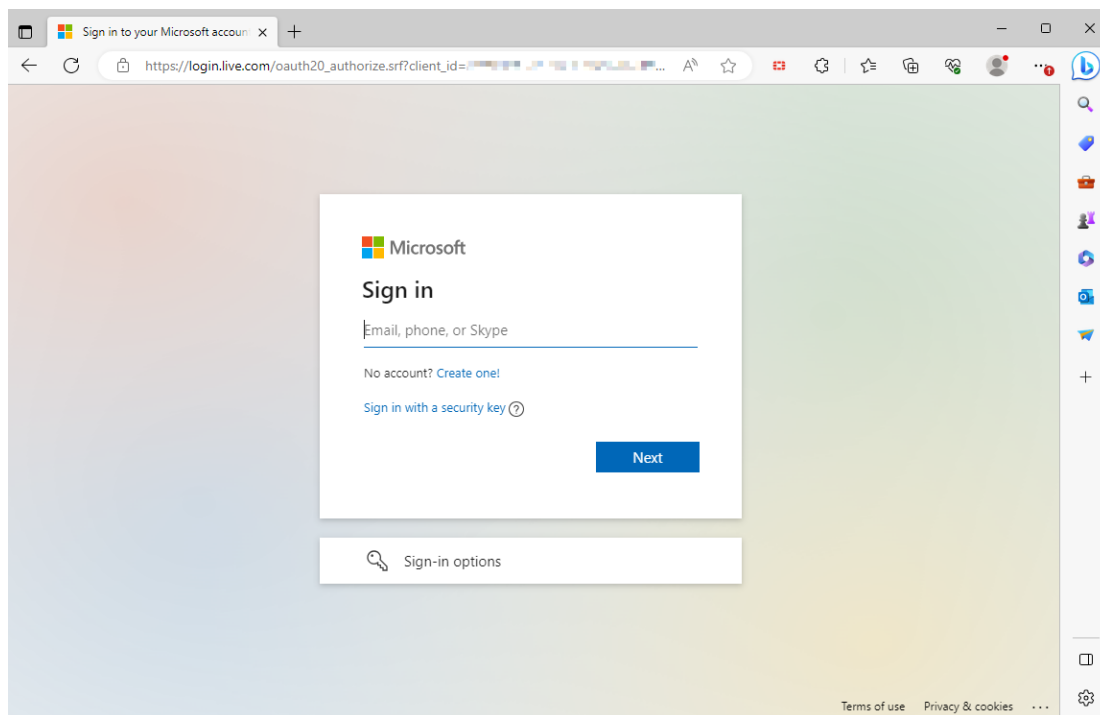 Sign in to your Microsoft accoun
https://login.live.com/oauth20_authorize.srf?client_id=
Microsoft
Sign in
Email, phone, or Skype
No account? Create one!
Sign in with a security key
Next
Sign-in options
Terms of use Privacy & cookies ...